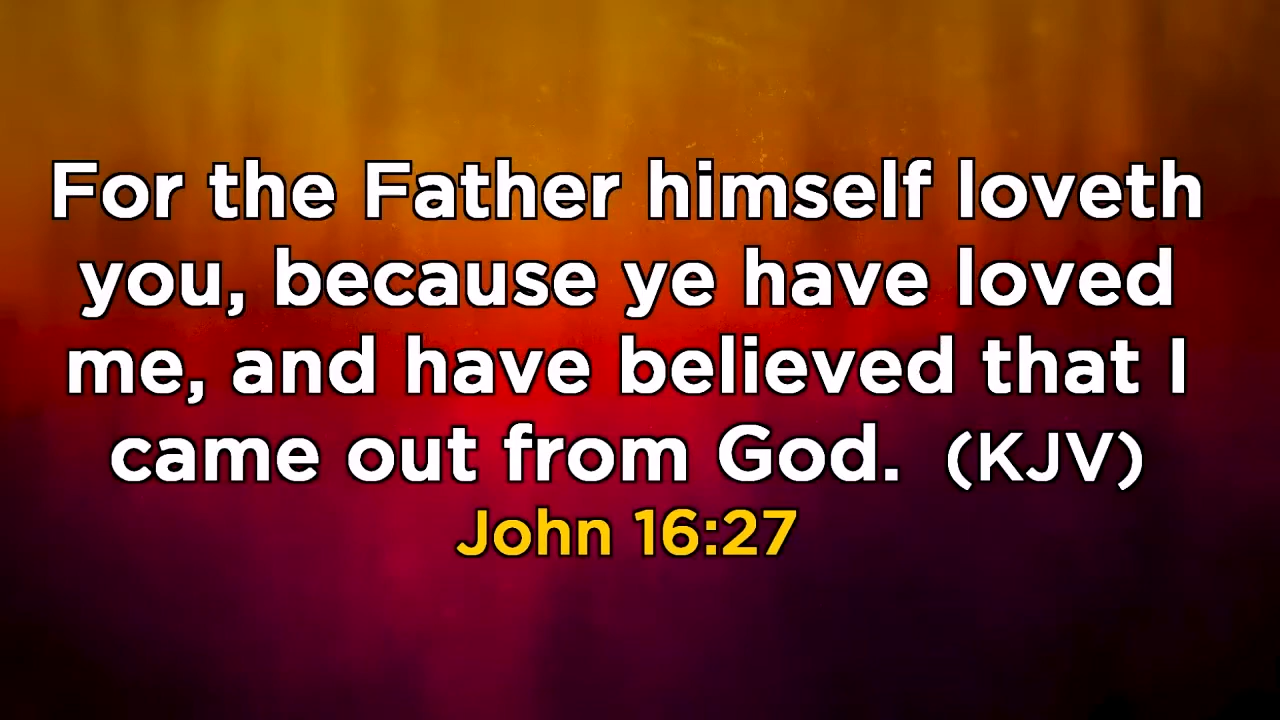 For the Father himself loveth
you, because ye have loved
me, and have believed that I
came out from God.  (KJV)
John 16:27